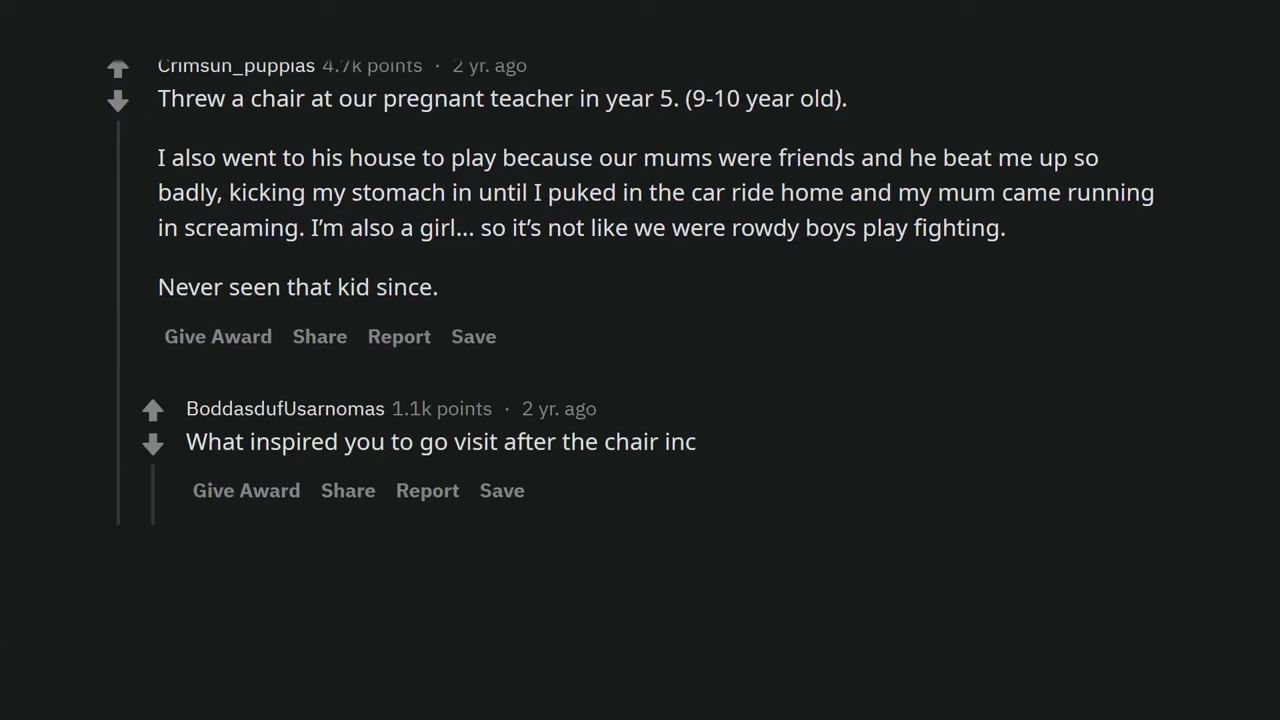 Crimsun_puppias 4.7k points · 2 yr. ago
Threw a chair at our pregnant teacher in year 5. (9-10 year old).
I also went to his house to play because our mums were friends and he beat me up so
badly, kicking my stomach in until I puked in the car ride home and my mum came running
in screaming. I’m also a girl... so it’s not like we were rowdy boys play fighting.
Never seen that kid since.
Give Award Share Report Save
BoddasdufUsarnomas 1.1k points · 2 yr. ago
What inspired you to go visit after the chair inc
Give Award Share Report Save